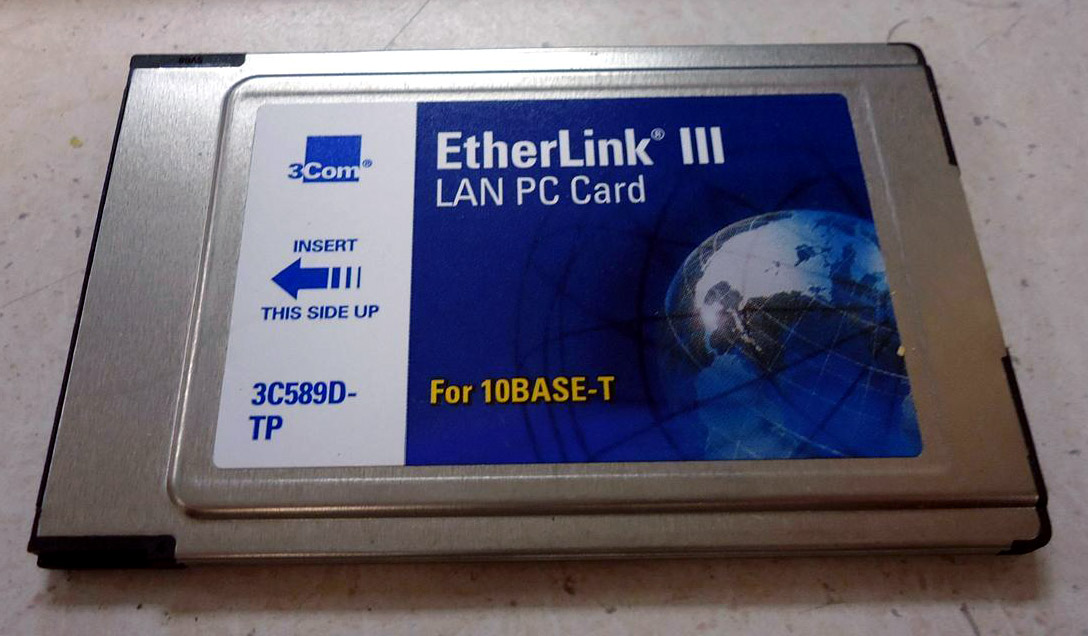 3Com®
INSERT
THIS SIDE UP
3C589D-
TP
EtherLink® III
LAN PC Card
For 10BASE-T